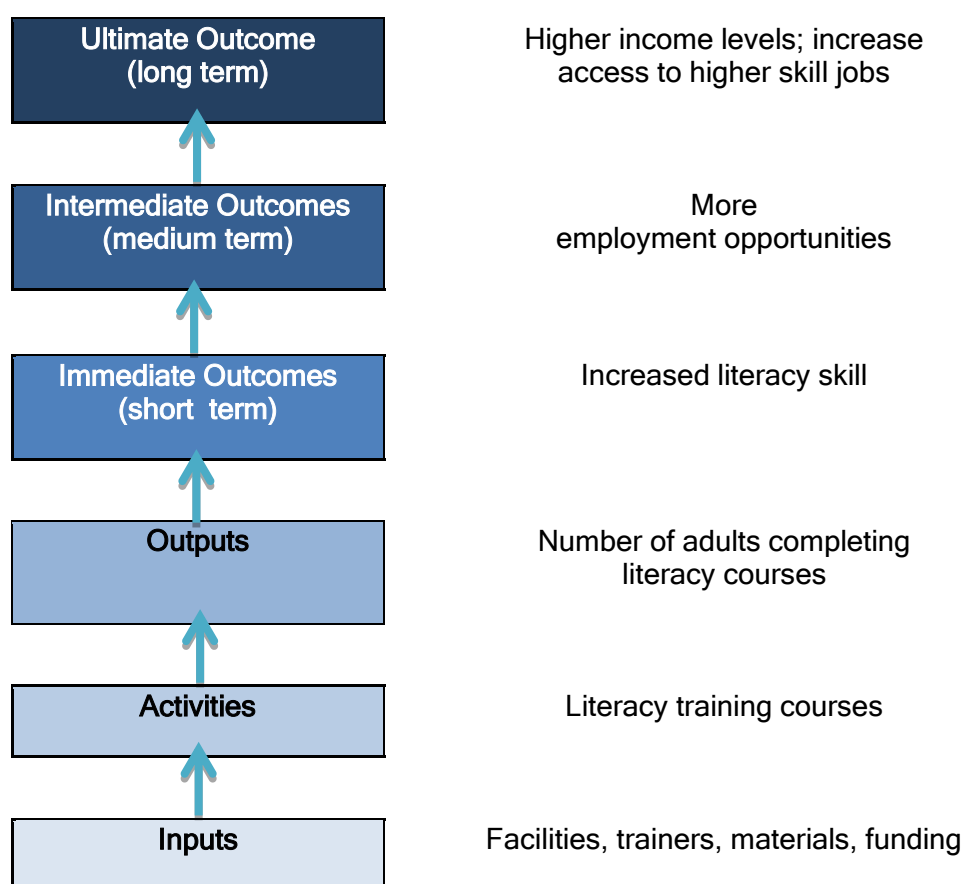 Ultimate Outcome
(long term)
Higher income levels; increase
access to higher skill jobs
Intermediate Outcomes
(medium term)
More
employment opportunities
Immediate Outcomes
(short term)
Increased literacy skill
Outputs
Number of adults completing
literacy courses
Activities
Literacy training courses
Inputs
Facilities, trainers, materials, funding